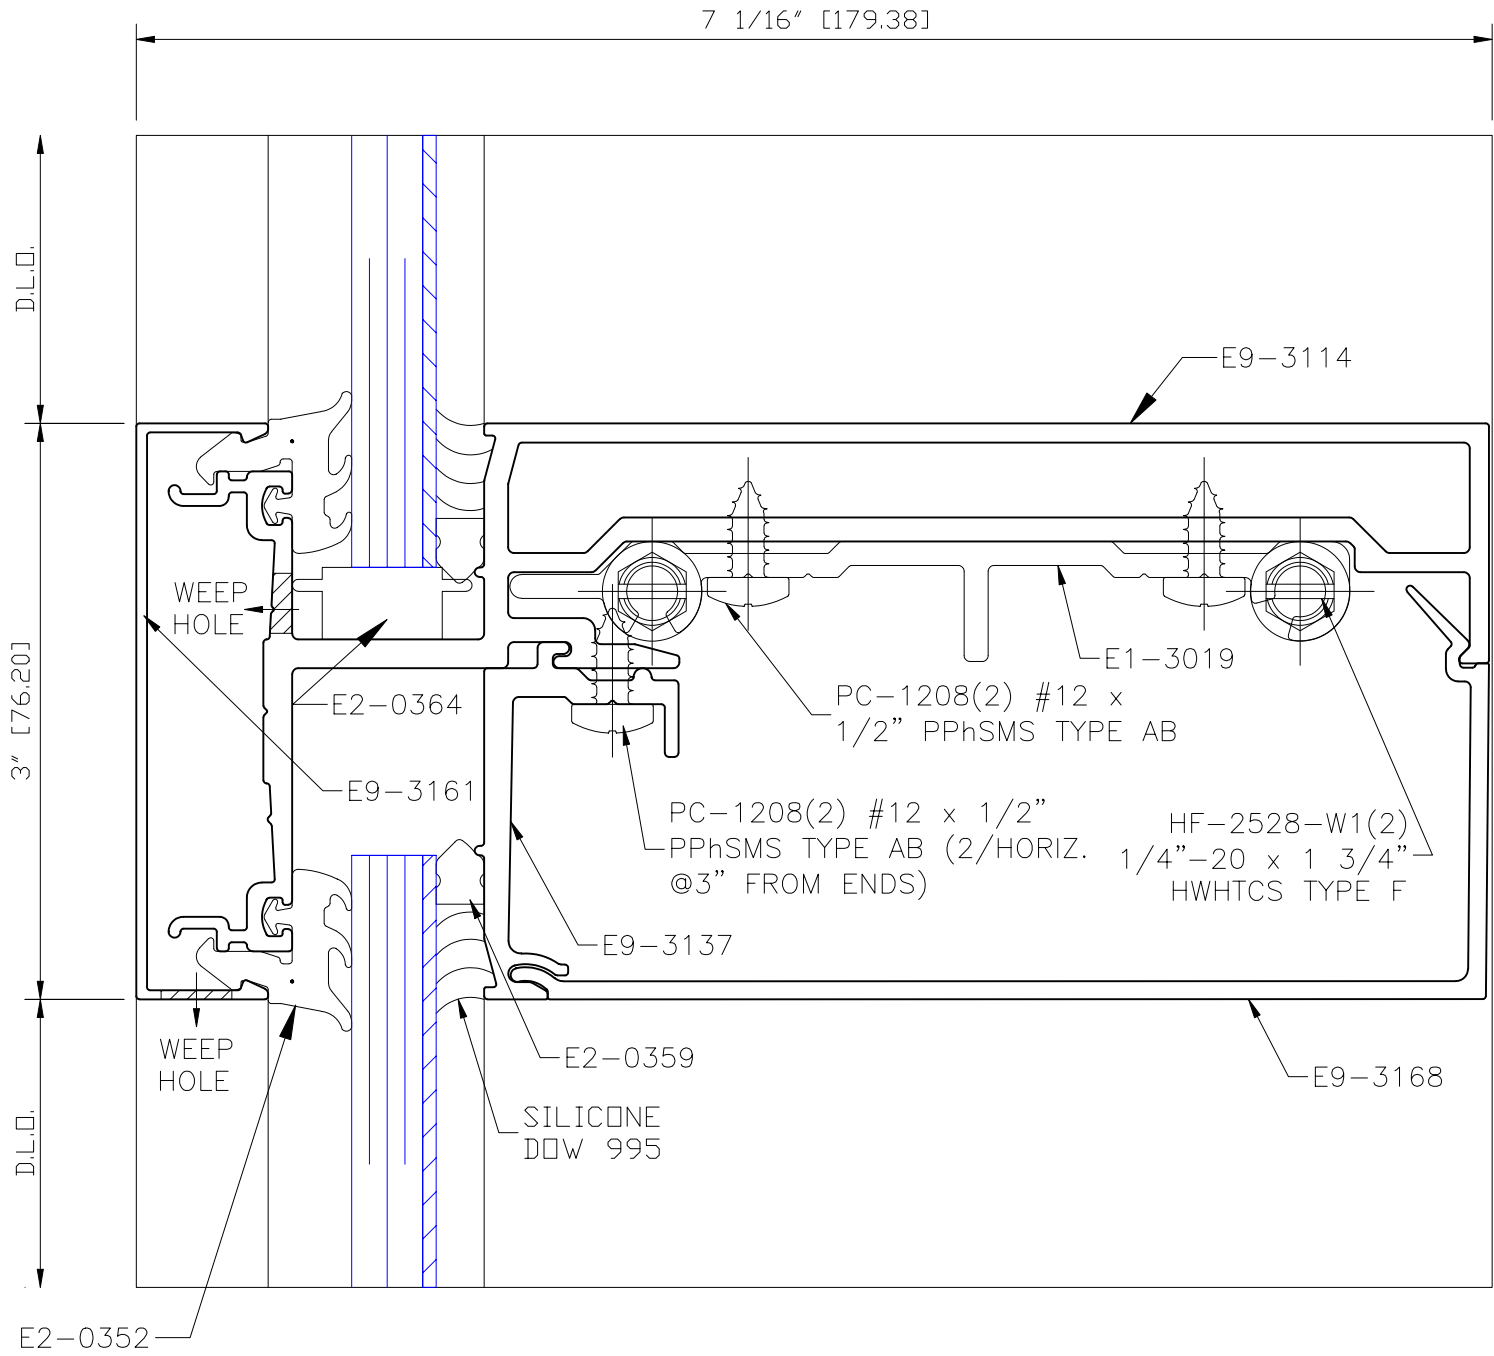 7 1/16" [179.38]
D.L.O.
E9-3114
WEEP
HOLE
E1-3019
3" [76.20]
E2-0364
PC-1208(2) #12 x
1/2" PPhSMS TYPE AB
E9-3161
PC-1208(2) #12 x 1/2"
PPhSMS TYPE AB (2/HORIZ.
@3" FROM ENDS)
HF-2528-W1(2)
1/4"-20 x 1 3/4"
HWHTCS TYPE F
E9-3137
WEEP
HOLE
E2-0359
E9-3168
SILICONE
DOW 995
D.L.O.
E2-0352